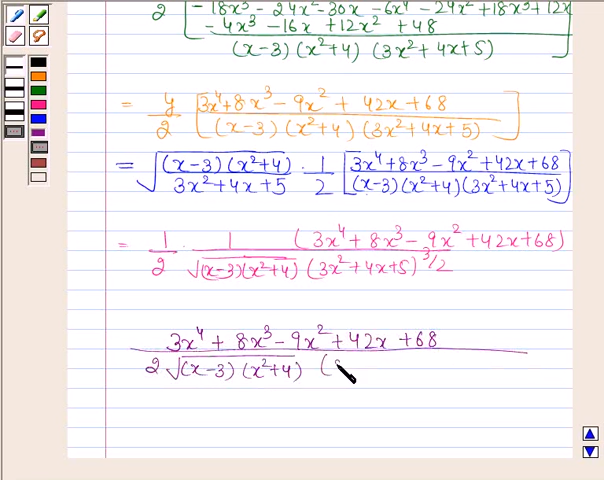 2 [ -18x³ - 24x² - 30x - 6x⁴ - 24x² + 18x³ + 12x
- 4x³ - 16x + 12x² + 48
(x-3) (x²+4) (3x²+4x+5) ]
= y/2 [ 3x⁴ + 8x³ - 9x² + 42x + 68 / (x-3) (x²+4) (3x²+4x+5) ]
= √((x-3) (x²+4) / 3x²+4x+5) · 1/2 [ 3x⁴ + 8x³ - 9x² + 42x + 68 / (x-3) (x²+4) (3x²+4x+5) ]
= 1/2 · 1 (3x⁴ + 8x³ - 9x² + 42x + 68) / √(x-3)(x²+4) (3x²+4x+5)^3/2
3x⁴ + 8x³ - 9x² + 42x + 68
2 √(x-3) (x²+4) (